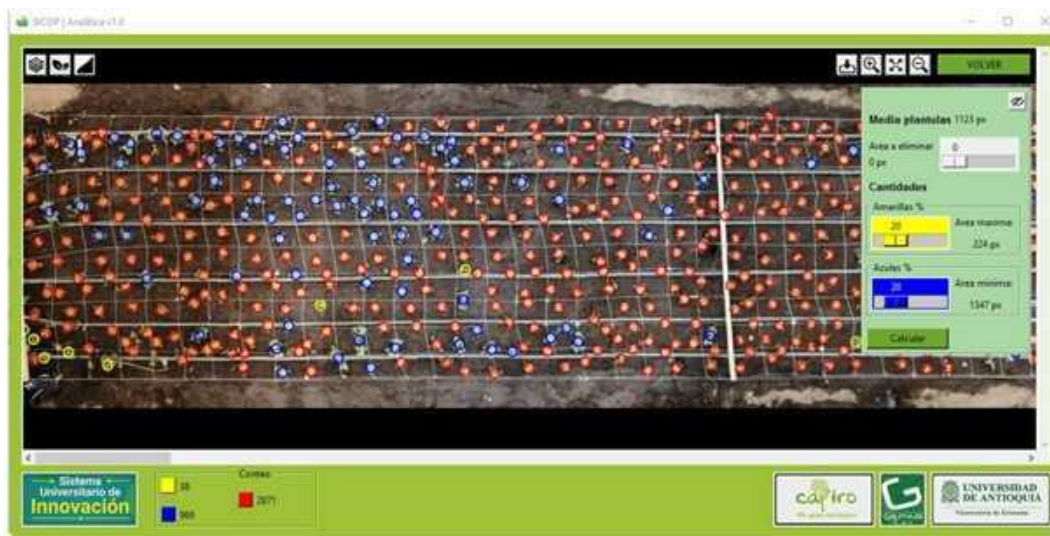 SICOP | Analítica v1.0
VOLVER
Media plantulas 1123 px
Area a eliminar
0
0 px
Cantidades
Amarillas %
20
Area maxima:
224 px
Azules %
20
Area minima:
1347 px
Calcular
Sistema
Universitario de
Innovación
Conteo
38
2871
968
capiro
UNIVERSIDAD
DE ANTIOQUIA